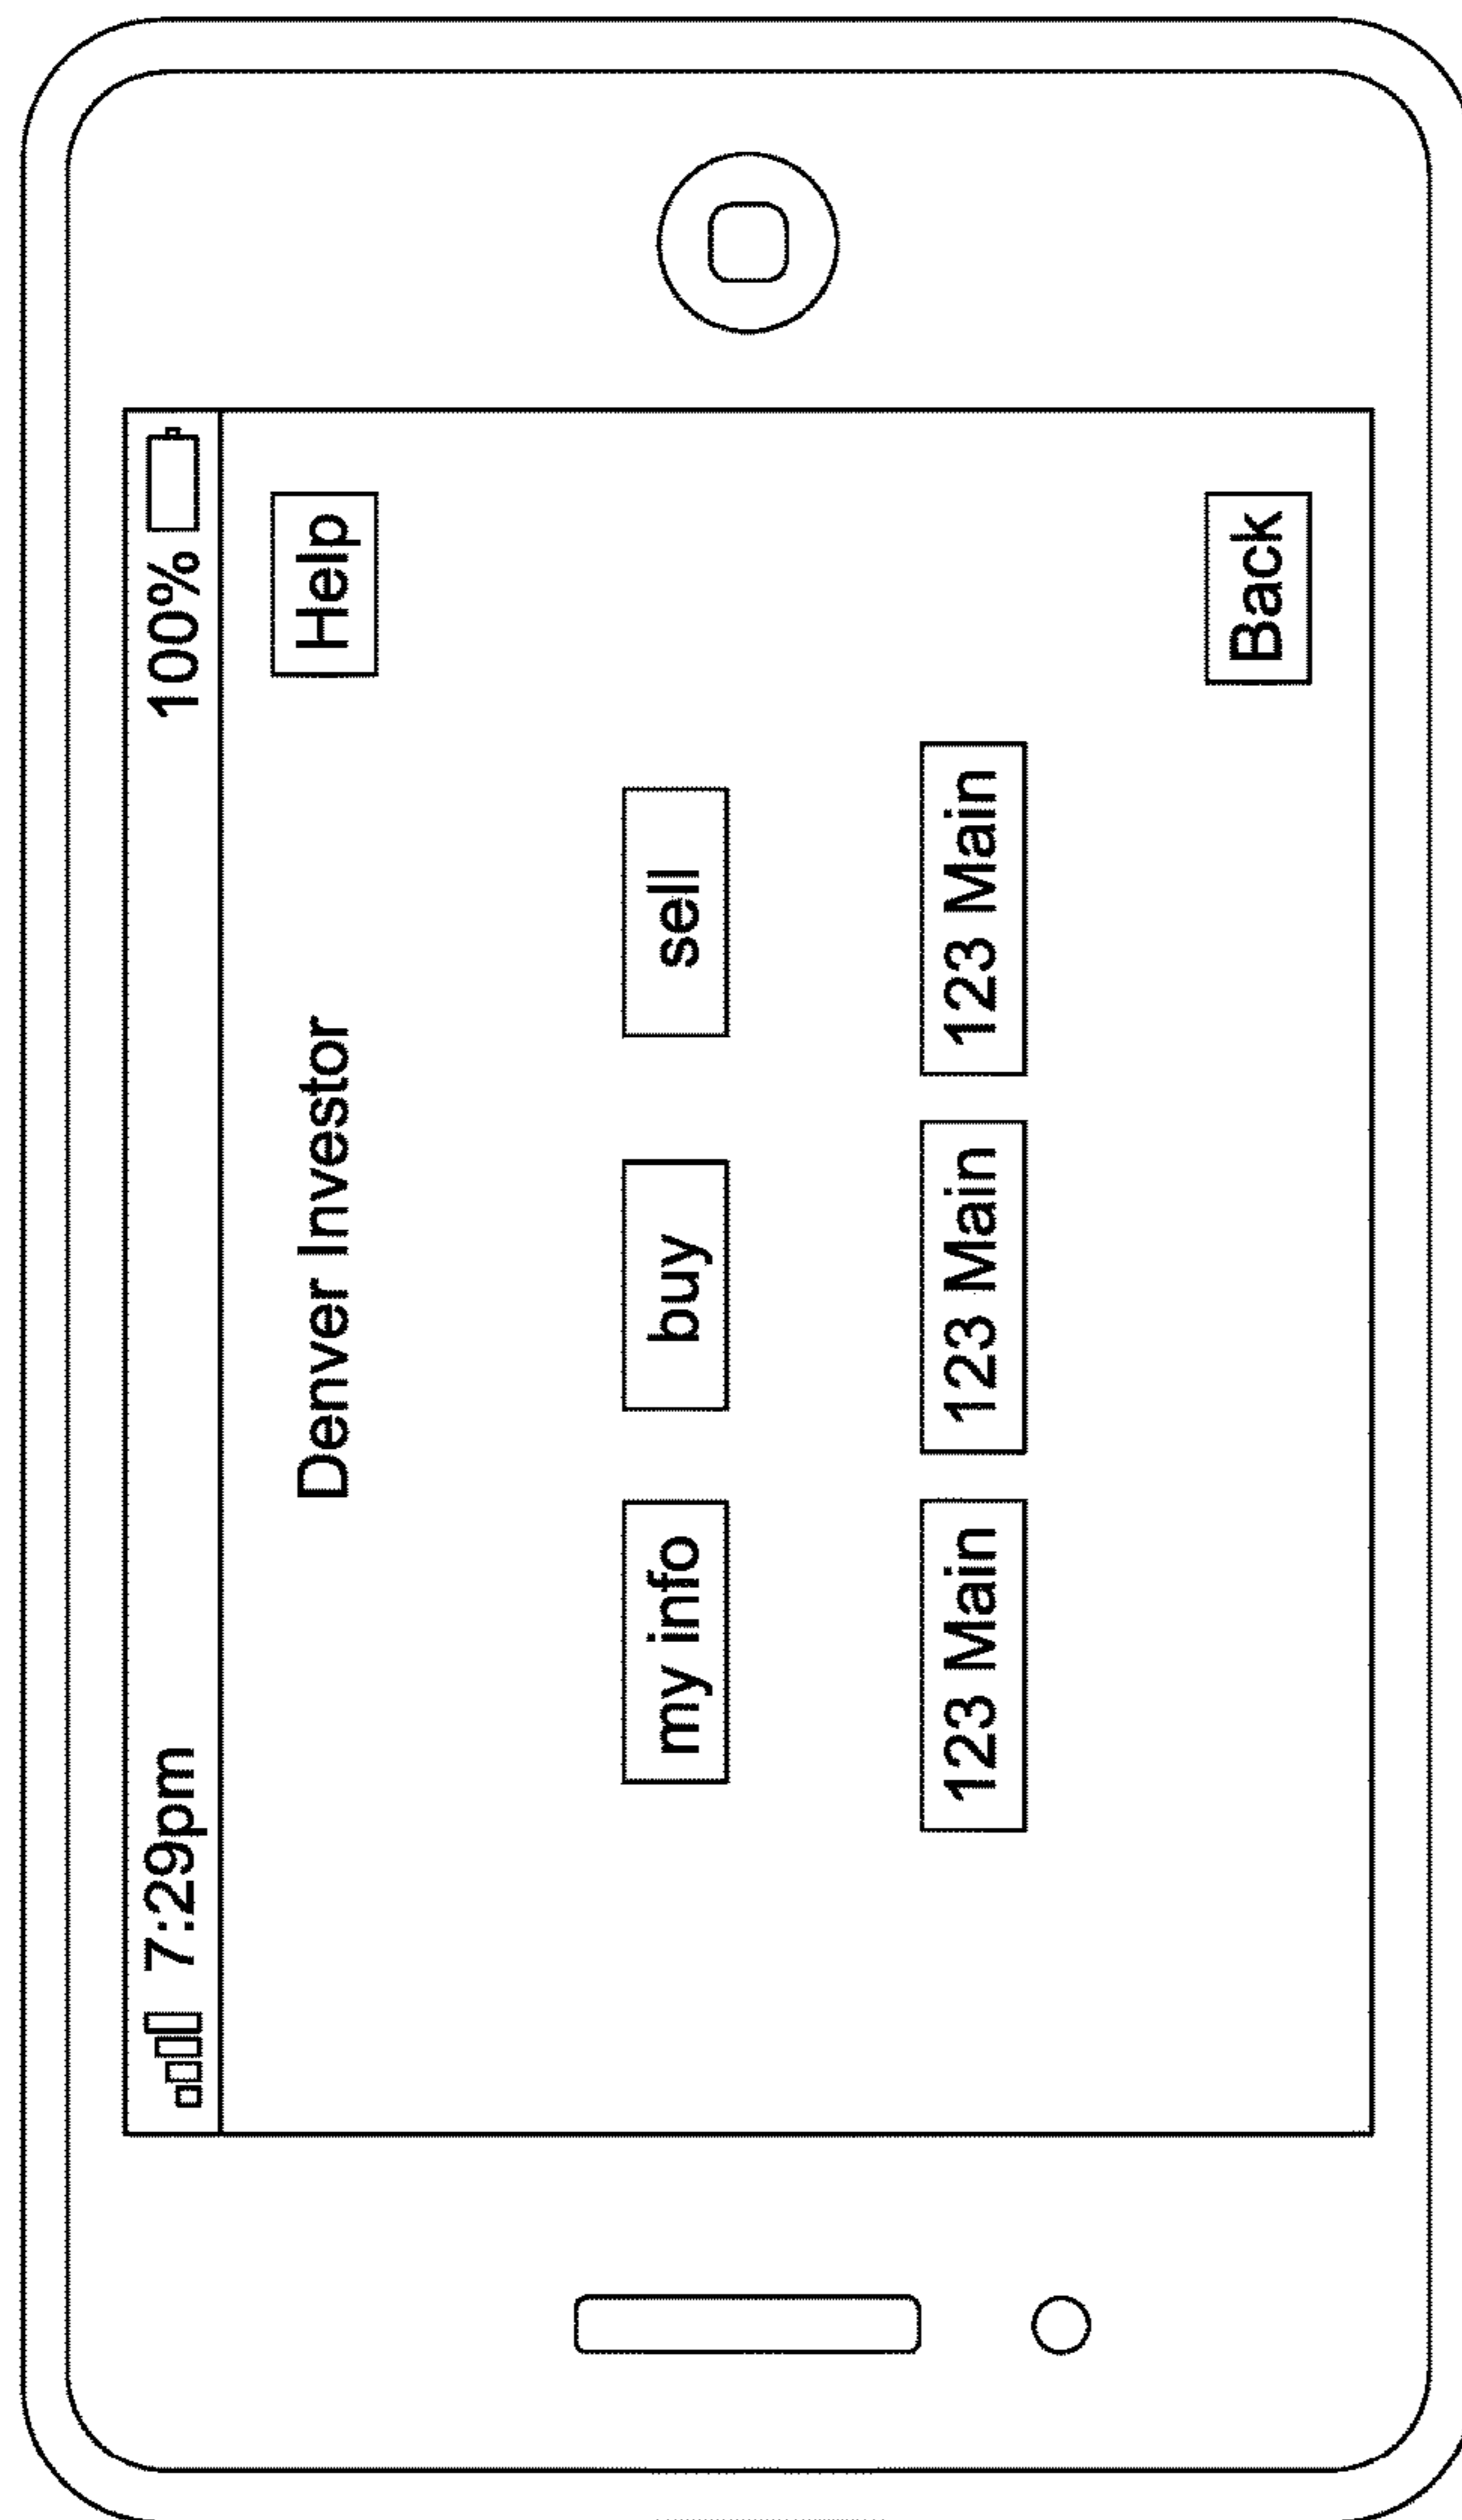 7:29pm 100%
Denver Investor Help
my info buy sell
123 Main 123 Main 123 Main
Back